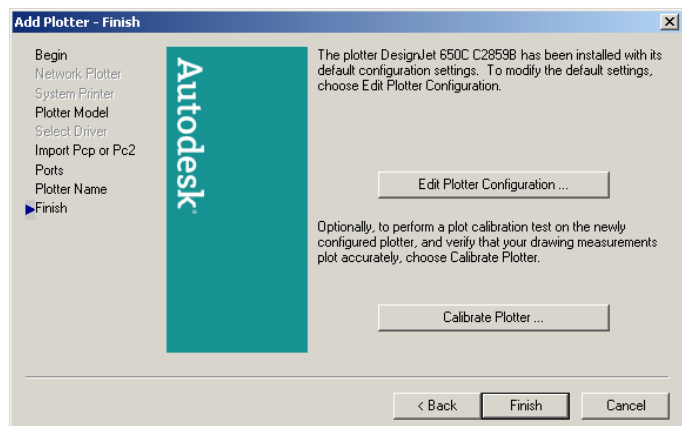 Add Plotter - Finish
Begin
Network Plotter
System Printer
Plotter Model
Select Driver
Import Pcp or Pc2
Ports
Plotter Name
Finish
Autodesk
The plotter DesignJet 650C C2859B has been installed with its
default configuration settings. To modify the default settings,
choose Edit Plotter Configuration.
Edit Plotter Configuration ...
Optionally, to perform a plot calibration test on the newly
configured plotter, and verify that your drawing measurements
plot accurately, choose Calibrate Plotter.
Calibrate Plotter ...
< Back
Finish
Cancel